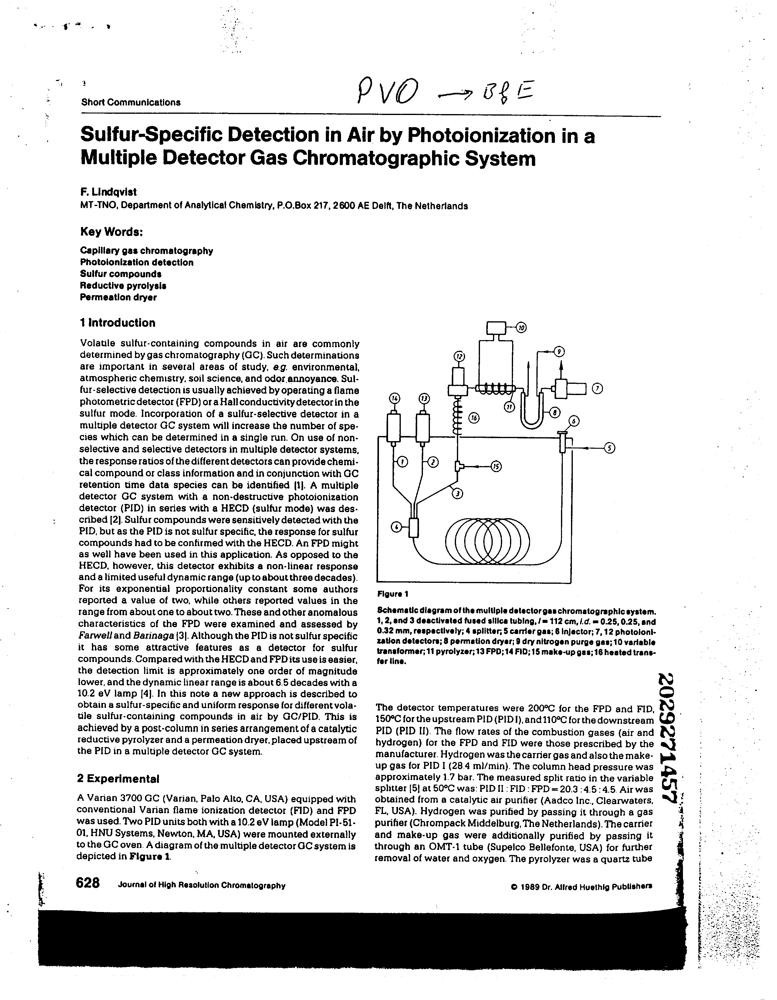 PVO → B&E
Short Communications
Sulfur-Specific Detection in Air by Photoionization in a
Multiple Detector Gas Chromatographic System
F. Lindqvist
MT-TNO, Department of Analytical Chemistry, P.O.Box 217, 2600 AE Delft, The Netherlands
Key Words:
Capillary gas chromatography
Photoionization detection
Sulfur compounds
Reductive pyrolysis
Permeation dryer
1 Introduction
Volatile sulfur-containing compounds in air are commonly
determined by gas chromatography (GC). Such determinations
are important in several areas of study, e.g. environmental,
atmospheric chemistry, soil science, and odor annoyance. Sul-
fur-selective detection is usually achieved by operating a flame
photometric detector (FPD) or a Hall conductivity detector in the
sulfur mode. Incorporation of a sulfur-selective detector in a
multiple detector GC system will increase the number of spe-
cies which can be determined in a single run. On use of non-
selective and selective detectors in multiple detector systems,
the response ratios of the different detectors can provide chemi-
cal compound or class information and in conjunction with GC
retention time data species can be identified [1]. A multiple
detector GC system with a non-destructive photoionization
detector (PID) in series with a HECD (sulfur mode) was des-
cribed [2]. Sulfur compounds were sensitively detected with the
PID, but as the PID is not sulfur specific, the response for sulfur
compounds had to be confirmed with the HECD. An FPD might
as well have been used in this application. As opposed to the
HECD, however, this detector exhibits a non-linear response
and a limited useful dynamic range (up to about three decades).
For its exponential proportionality constant some authors
reported a value of two, while others reported values in the
range from about one to about two. These and other anomalous
characteristics of the FPD were examined and assessed by
Farwell and Barinaga [3]. Although the PID is not sulfur specific
it has some attractive features as a detector for sulfur
compounds. Compared with the HECD and FPD its use is easier,
the detection limit is approximately one order of magnitude
lower, and the dynamic linear range is about 6.5 decades with a
10.2 eV lamp [4]. In this note a new approach is described to
obtain a sulfur-specific and uniform response for different vola-
tile sulfur-containing compounds in air by GC/PID. This is
achieved by a post-column in series arrangement of a catalytic
reductive pyrolyzer and a permeation dryer, placed upstream of
the PID in a multiple detector GC system.
2 Experimental
A Varian 3700 GC (Varian, Palo Alto, CA, USA) equipped with
conventional Varian flame ionization detector (FID) and FPD
was used. Two PID units both with a 10.2 eV lamp (Model PI-51-
01, HNU Systems, Newton, MA, USA) were mounted externally
to the GC oven. A diagram of the multiple detector GC system is
depicted in Figure 1.
10
9
12
7
14
13
11
8
16
6
5
1
2
15
3
4
Figure 1
Schematic diagram of the multiple detector gas chromatographic system.
1, 2, and 3 deactivated fused silica tubing, l = 112 cm, i.d. = 0.25, 0.25, and
0.32 mm, respectively; 4 splitter; 5 carrier gas; 6 injector; 7, 12 photoioni-
zation detectors; 8 permation dryer; 9 dry nitrogen purge gas; 10 variable
transformer; 11 pyrolyzer; 13 FPD; 14 FID; 15 make-up gas; 16 heated trans-
fer line.
The detector temperatures were 200°C for the FPD and FID,
150°C for the upstream PID (PID I), and 110°C for the downstream
PID (PID II). The flow rates of the combustion gases (air and
hydrogen) for the FPD and FID were those prescribed by the
manufacturer. Hydrogen was the carrier gas and also the make-
up gas for PID I (28.4 ml/min). The column head pressure was
approximately 1.7 bar. The measured split ratio in the variable
splitter [5] at 50°C was: PID II : FID : FPD = 20.3 : 4.5 : 4.5. Air was
obtained from a catalytic air purifier (Aadco Inc., Clearwaters,
FL, USA). Hydrogen was purified by passing it through a gas
purifier (Chrompack Middelburg, The Netherlands). The carrier
and make-up gas were additionally purified by passing it
through an OMT-1 tube (Supelco Bellefonte, USA) for further
removal of water and oxygen. The pyrolyzer was a quartz tube
2029271457
628 Journal of High Resolution Chromatography
© 1989 Dr. Alfred Huethig Publishers